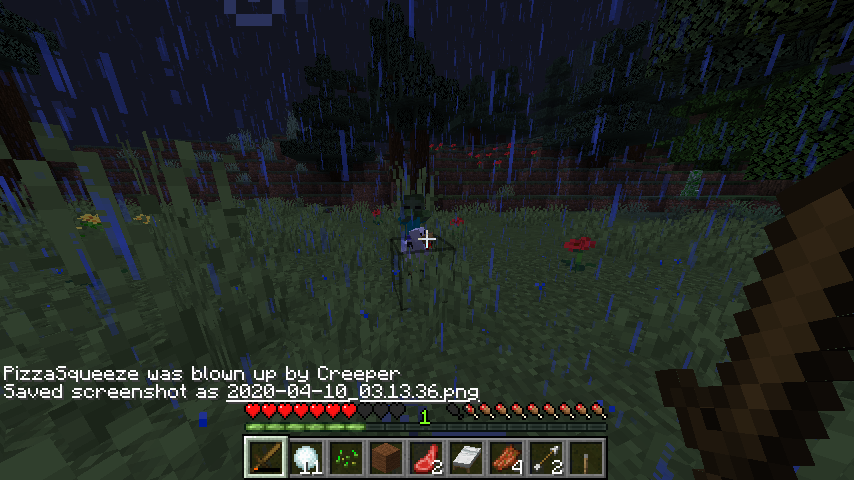 PizzaSqueeze was blown up by Creeper
Saved screenshot as 2020-04-10_03.13.36.png
1
11 2 4 2